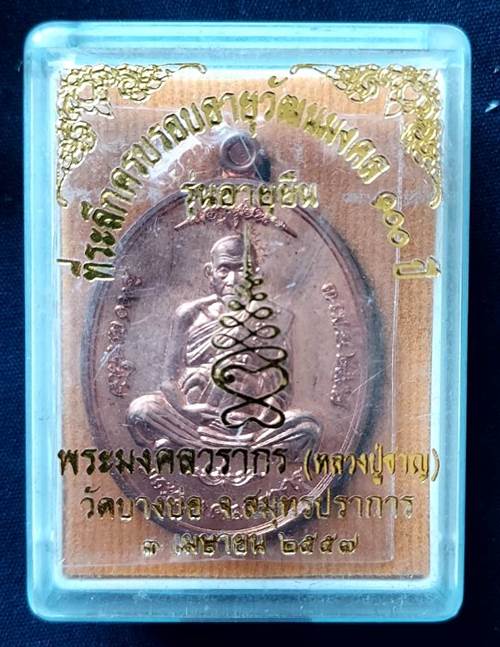 ที่ระลึกครบรอบอายุวัฒนมงคล ๑๐๐ ปี
รุ่นอายุยืน
พระมงคลวรากร (หลวงปู่ชาญ)
วัดบางบ่อ จ.สมุทรปราการ
๓ เมษายน ๒๕๕๗